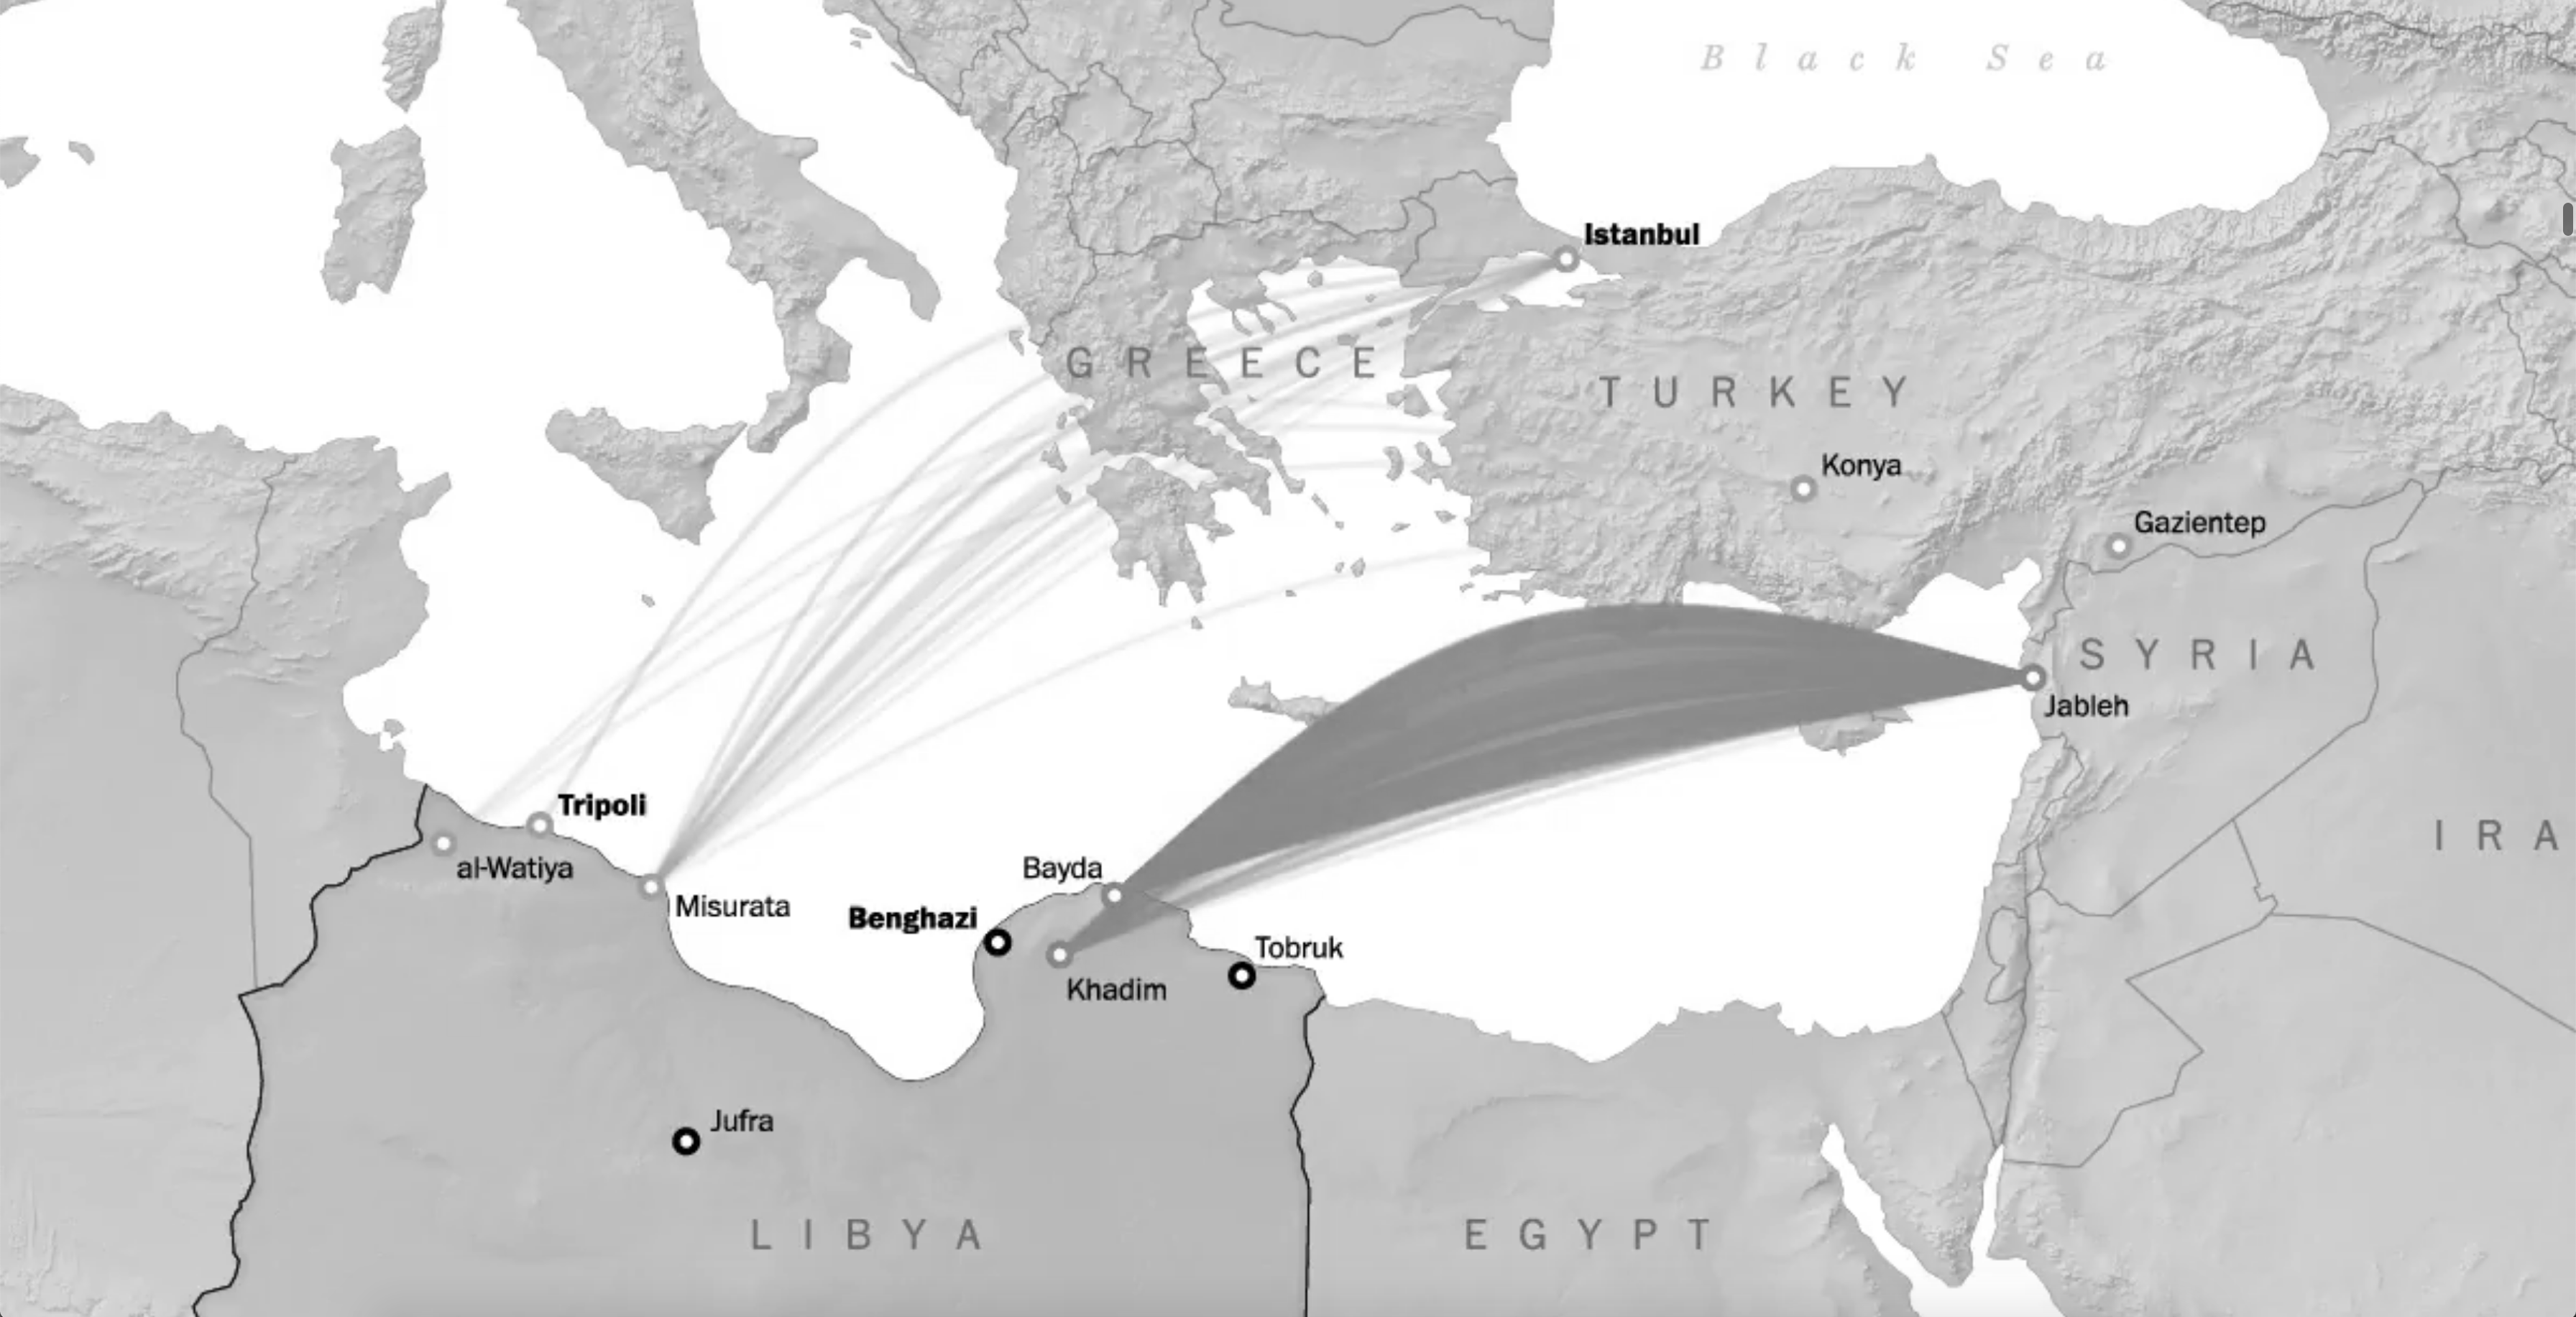 Black Sea
Istanbul
GREECE
TURKEY
Konya
Gazientep
SYRIA
Jableh
Tripoli
al-Watiya
Misurata
Bayda
Benghazi
Khadim
Tobruk
IRA
Jufra
LIBYA
EGYPT